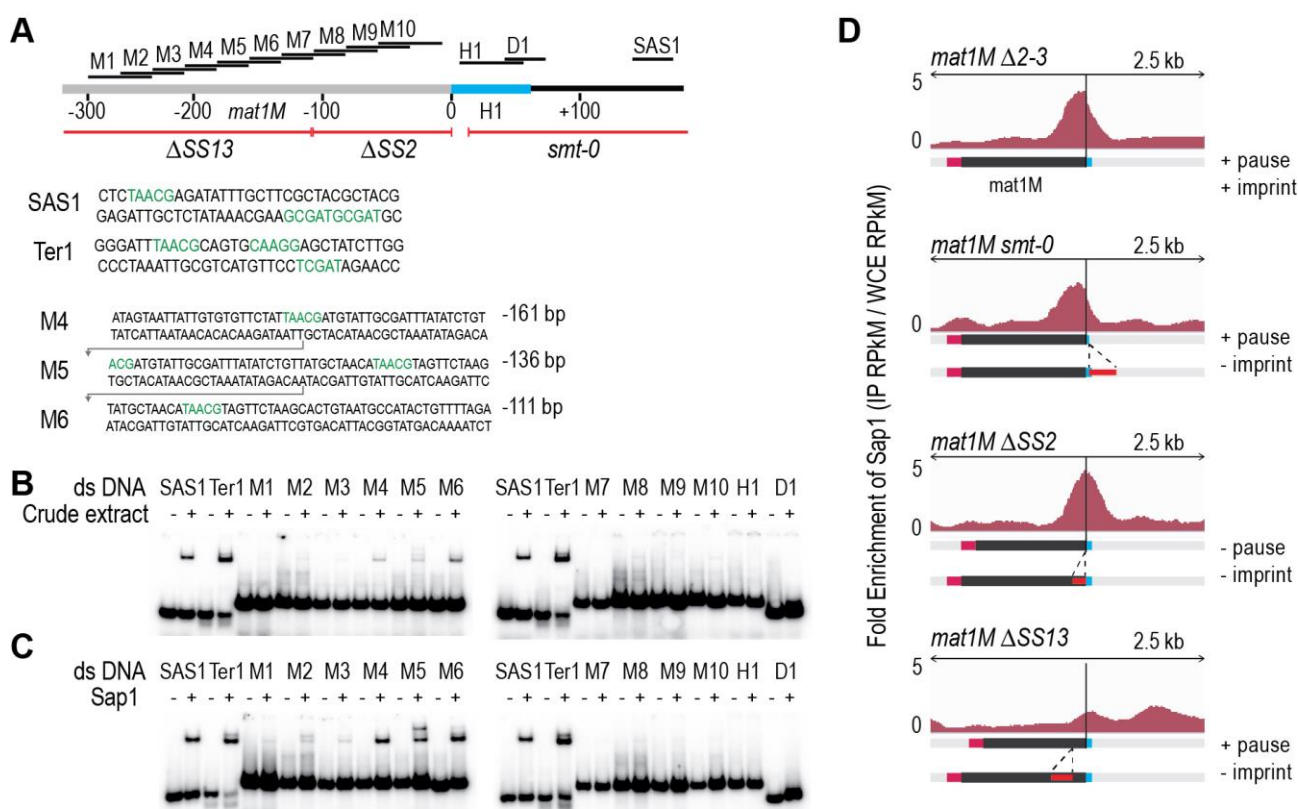 A
M1 M2 M3 M4 M5 M6 M7 M8 M9 M10
H1 D1 SAS1
-300 -200 mat1M -100 0 H1 +100
ΔSS13 ΔSS2 smt-0
SAS1
CTCTAACGAGATATTTGCTTCGCTACGCTACG
GAGATTGCTCTATAAACGAAGCGATGCGATGC
Ter1
GGGATTTAACGCAGTGCAAGGAGCTATCTTGG
CCCTAAATTGCGTCATGTTCCTCGATAGAACC
M4
ATAGTAATTATTGTGTGTTCTATTAACGATGTATTGCGATTTATATCTGT -161 bp
TATCATTAATAACACACAAGATAATTGCTACATAACGCTAAATATAGACA
M5
ACGATGTATTGCGATTTATATCTGTTATGCTAACATAACGTAGTTCTAAG -136 bp
TGCTACATAACGCTAAATATAGACAATACGATTGTATTGCATCAAGATTC
M6
TATGCTAACATAACGTAGTTCTAAGCACTGTAATGCCATACTGTTTTAGA -111 bp
ATACGATTGTATTGCATCAAGATTCGTGACATTACGGTATGACAAAATCT
B
ds DNA SAS1 Ter1 M1 M2 M3 M4 M5 M6 SAS1 Ter1 M7 M8 M9 M10 H1 D1
Crude extract - + - + - + - + - + - + - + - + - + - + - + - + - + - + - + - +
C
ds DNA SAS1 Ter1 M1 M2 M3 M4 M5 M6 SAS1 Ter1 M7 M8 M9 M10 H1 D1
Sap1 - + - + - + - + - + - + - + - + - + - + - + - + - + - + - + - +
D
Fold Enrichment of Sap1 (IP RPkM / WCE RPkM)
mat1M Δ2-3 2.5 kb
5
0
mat1M
+ pause
+ imprint
mat1M smt-0 2.5 kb
5
0
+ pause
- imprint
mat1M ΔSS2 2.5 kb
5
0
- pause
- imprint
mat1M ΔSS13 2.5 kb
5
0
+ pause
- imprint